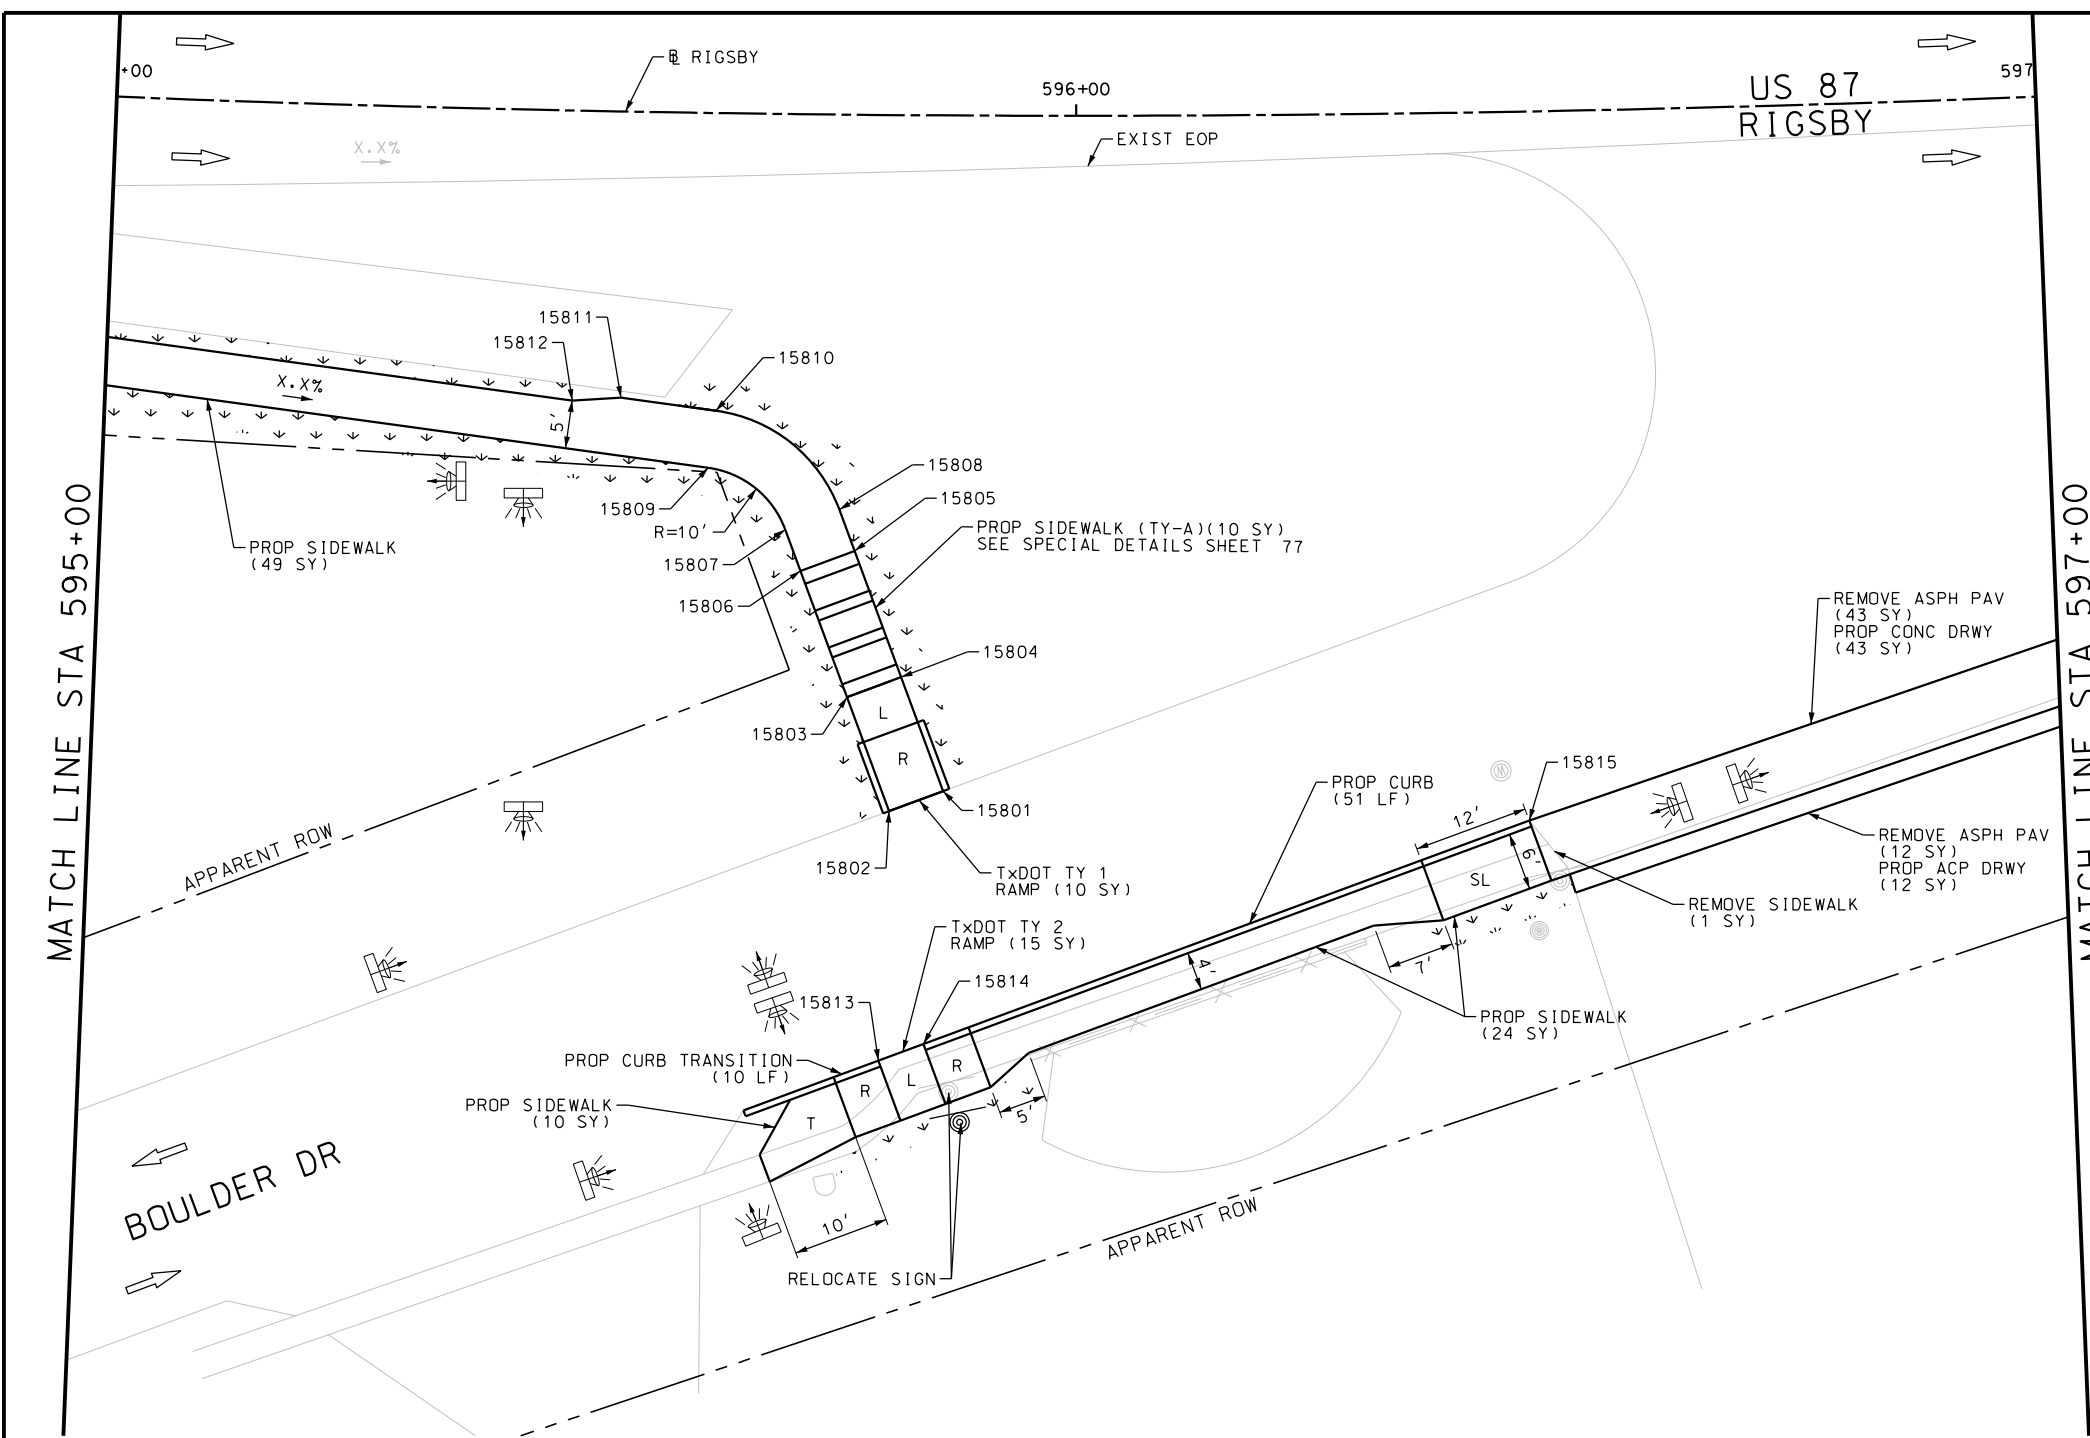 +00
℄ RIGSBY
596+00
US 87
RIGSBY
597
EXIST EOP
X.X%
15811
15812
15810
X.X%
5'
15808
15805
15809
R=10'
PROP SIDEWALK (TY-A)(10 SY)
SEE SPECIAL DETAILS SHEET 77
PROP SIDEWALK
(49 SY)
15807
15806
MATCH LINE STA 595+00
MATCH LINE STA 597+00
REMOVE ASPH PAV
(43 SY)
PROP CONC DRWY
(43 SY)
15804
15803
L
R
15801
15802
TxDOT TY 1
RAMP (10 SY)
PROP CURB
(51 LF)
15815
W
12'
6'
SL
REMOVE ASPH PAV
(12 SY)
PROP ACP DRWY
(12 SY)
REMOVE SIDEWALK
(1 SY)
APPARENT ROW
TxDOT TY 2
RAMP (15 SY)
15814
15813
4'
7'
PROP SIDEWALK
(24 SY)
PROP CURB TRANSITION
(10 LF)
R
L
R
PROP SIDEWALK
(10 SY)
T
5'
10'
BOULDER DR
RELOCATE SIGN
APPARENT ROW